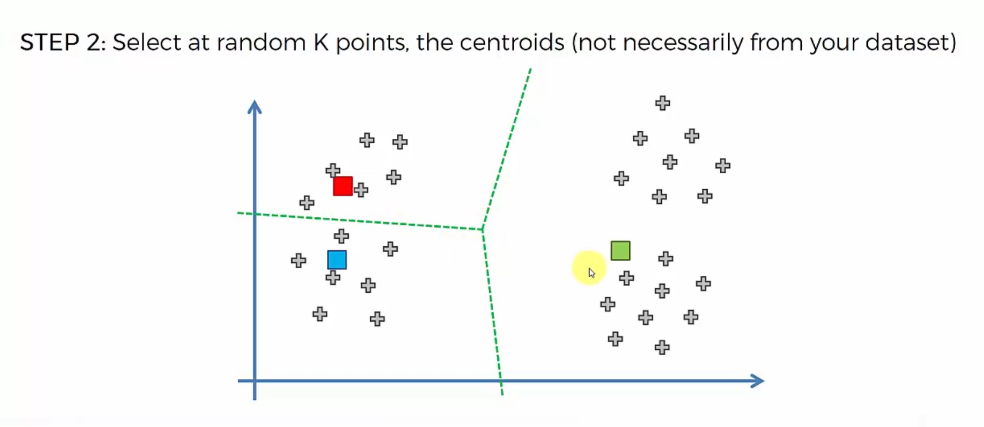 STEP 2: Select at random K points, the centroids (not necessarily from your dataset)